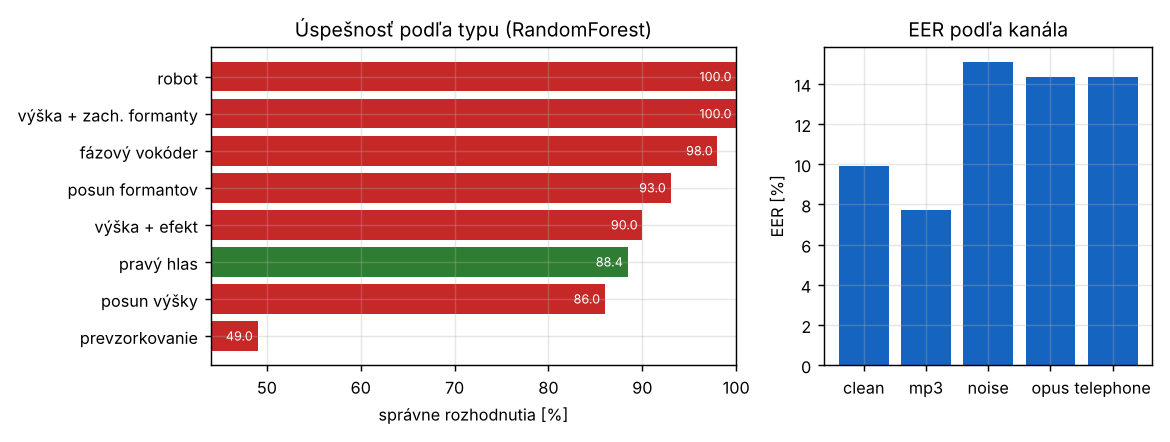 Úspešnosť podľa typu (RandomForest)
robot
100.0
výška + zach. formanty
100.0
fázový vokóder
98.0
posun formantov
93.0
výška + efekt
90.0
pravý hlas
88.4
posun výšky
86.0
prevzorkovanie
49.0
50 60 70 80 90 100
správne rozhodnutia [%]
EER podľa kanála
EER [%]
14
12
10
8
6
4
2
0
clean mp3 noise opus telephone